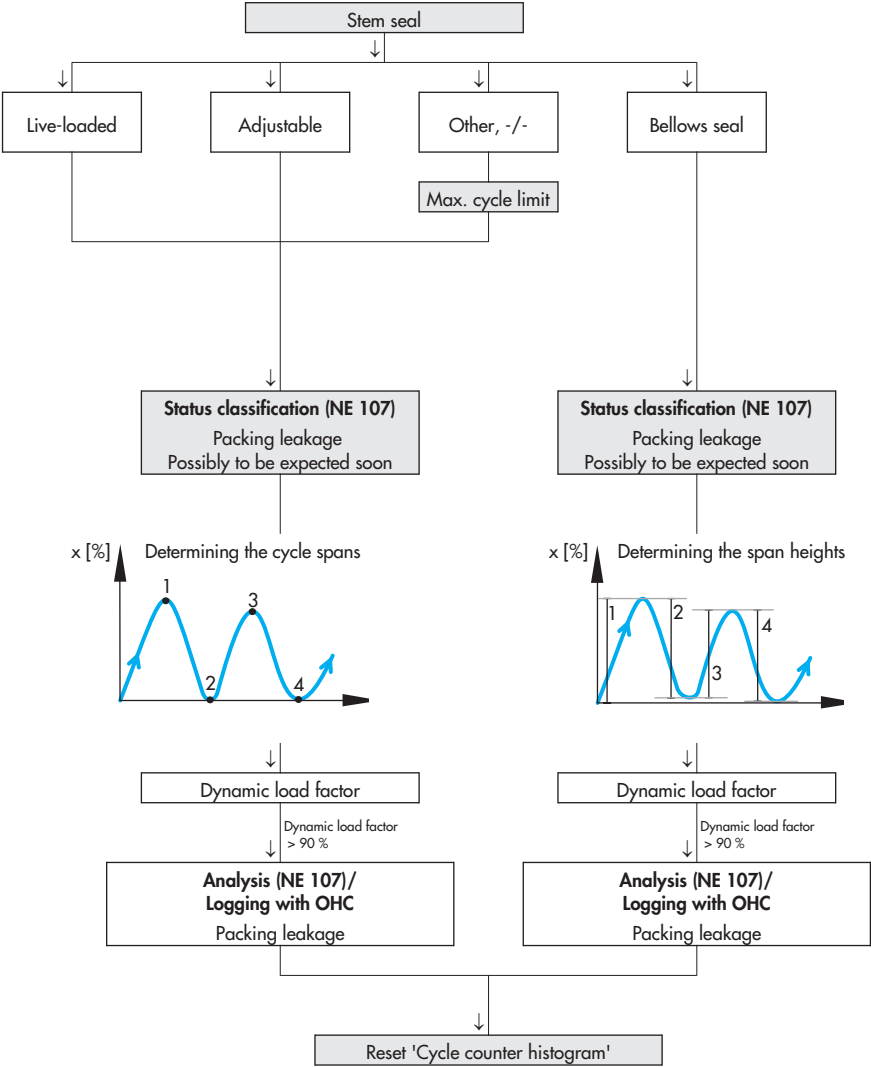 Stem seal
Live-loaded
Adjustable
Other, -/-
Bellows seal
Max. cycle limit
Status classification (NE 107)
Packing leakage
Possibly to be expected soon
Status classification (NE 107)
Packing leakage
Possibly to be expected soon
x [%]
Determining the cycle spans
1
2
3
4
x [%]
Determining the span heights
1
2
3
4
Dynamic load factor
Dynamic load factor
Dynamic load factor
> 90 %
Dynamic load factor
> 90 %
Analysis (NE 107)/
Logging with OHC
Packing leakage
Analysis (NE 107)/
Logging with OHC
Packing leakage
Reset 'Cycle counter histogram'